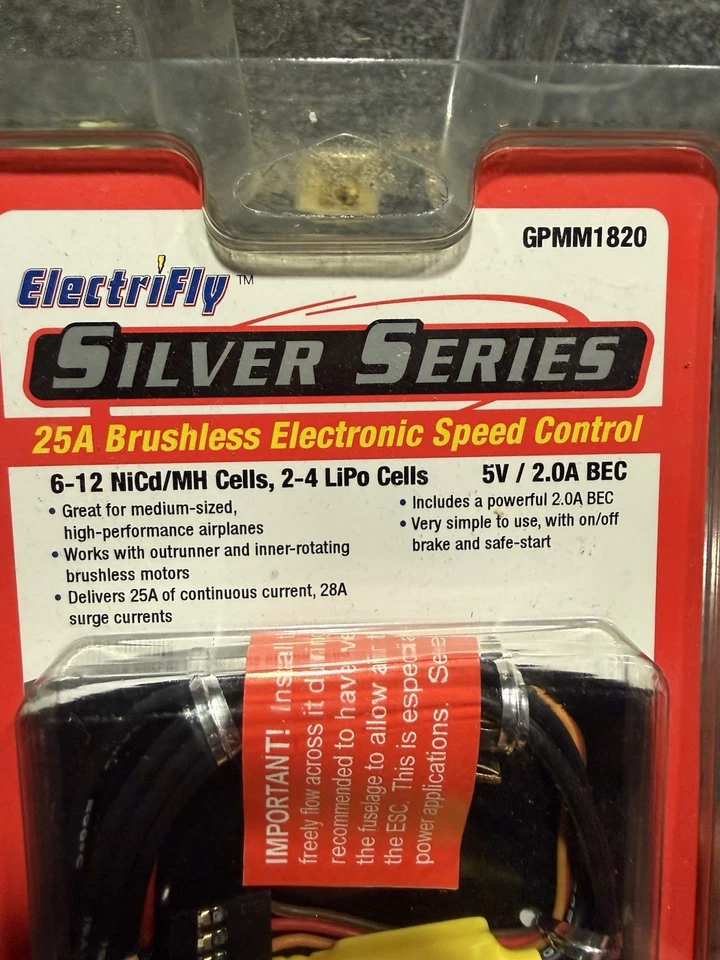 GPMM1820
ElectriFly™
SILVER SERIES
25A Brushless Electronic Speed Control
6-12 NiCd/MH Cells, 2-4 LiPo Cells
5V / 2.0A BEC
• Great for medium-sized,
high-performance airplanes
• Works with outrunner and inner-rotating
brushless motors
• Delivers 25A of continuous current, 28A
surge currents
• Includes a powerful 2.0A BEC
• Very simple to use, with on/off
brake and safe-start
IMPORTANT! Install
freely flow across it
recommended to have
the fuselage to allow air
the ESC. This is
power applications.